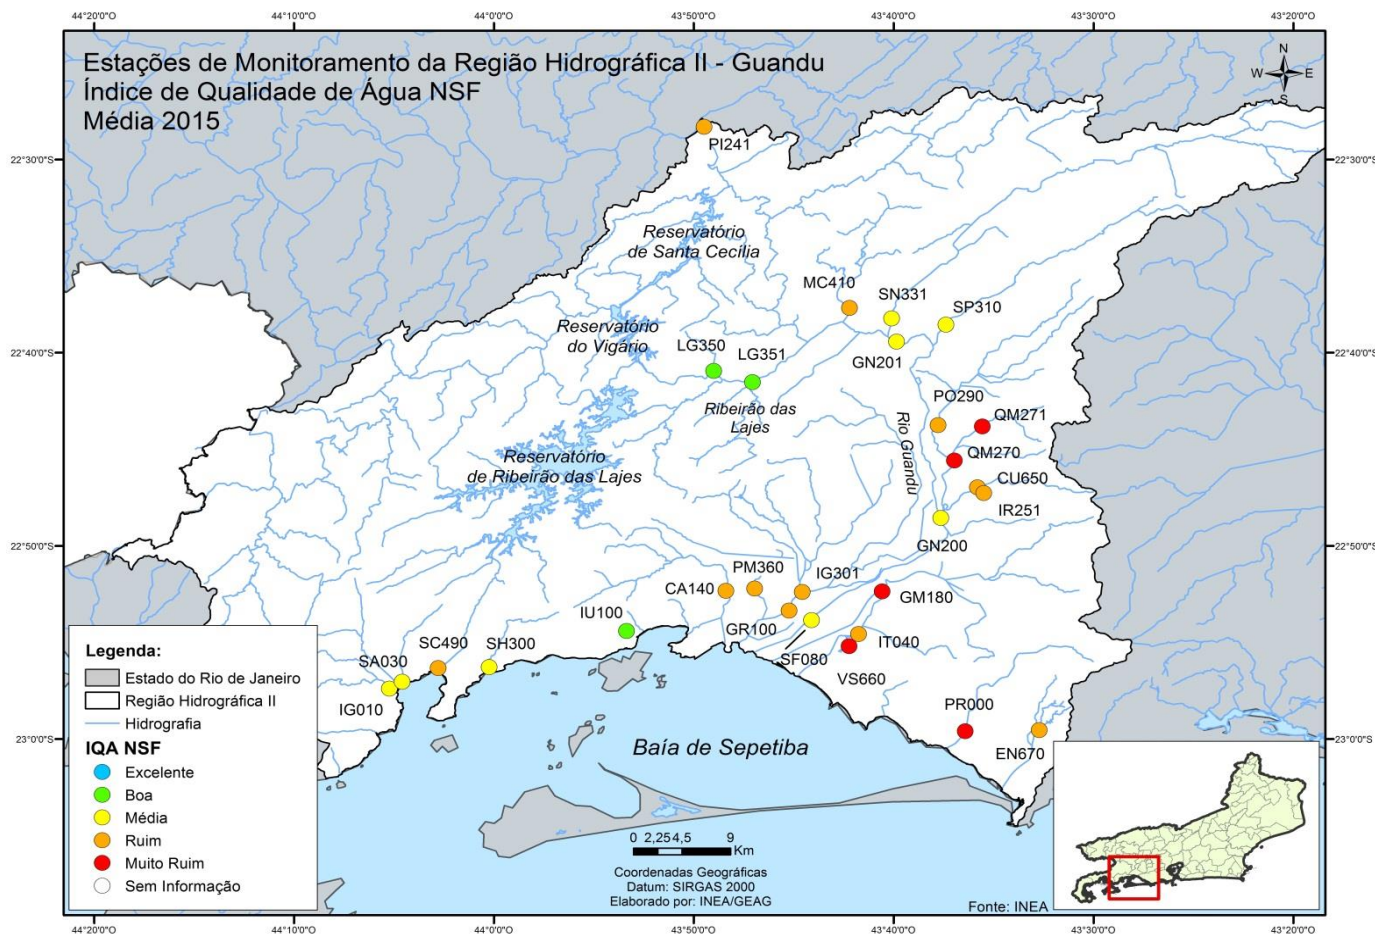 44°20'0"O 44°10'0"O 44°0'0"O 43°50'0"O 43°40'0"O 43°30'0"O 43°20'0"O
Estações de Monitoramento da Região Hidrográfica II - Guandu
Índice de Qualidade de Água NSF
Média 2015
N
W E
S
PI241
22°30'0"S 22°30'0"S
Reservatório
de Santa Cecília
MC410
SN331
SP310
Reservatório
do Vigário
LG350
LG351
GN201
22°40'0"S 22°40'0"S
Ribeirão das
Lajes
PO290
QM271
Rio Guandu
QM270
Reservatório
de Ribeirão das Lajes
CU650
IR251
GN200
22°50'0"S 22°50'0"S
PM360
IG301
CA140
GM180
IU100
GR100
IT040
SF080
VS660
SC490
SH300
SA030
IG010
PR000
EN670
23°0'0"S
Baía de Sepetiba
Legenda:
Estado do Rio de Janeiro
Região Hidrográfica II
Hidrografia
IQA NSF
Excelente
Boa
Média
Ruim
Muito Ruim
Sem Informação
0 2,25 4,5 9
Km
Coordenadas Geográficas
Datum: SIRGAS 2000
Elaborado por: INEA/GEAG
Fonte: INEA
44°20'0"O 44°10'0"O 44°0'0"O 43°50'0"O 43°40'0"O 43°30'0"O 43°20'0"O